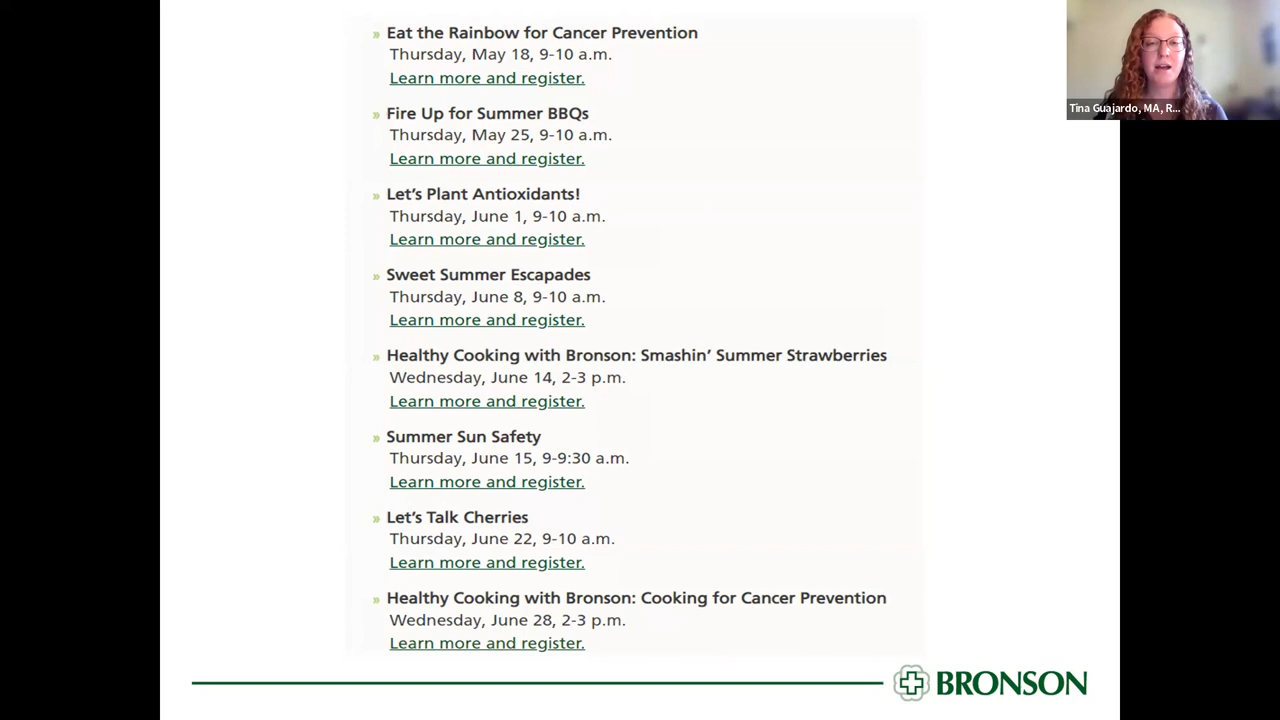 » Eat the Rainbow for Cancer Prevention
Thursday, May 18, 9-10 a.m.
Learn more and register.
» Fire Up for Summer BBQs
Thursday, May 25, 9-10 a.m.
Learn more and register.
» Let's Plant Antioxidants!
Thursday, June 1, 9-10 a.m.
Learn more and register.
» Sweet Summer Escapades
Thursday, June 8, 9-10 a.m.
Learn more and register.
» Healthy Cooking with Bronson: Smashin' Summer Strawberries
Wednesday, June 14, 2-3 p.m.
Learn more and register.
» Summer Sun Safety
Thursday, June 15, 9-9:30 a.m.
Learn more and register.
» Let's Talk Cherries
Thursday, June 22, 9-10 a.m.
Learn more and register.
» Healthy Cooking with Bronson: Cooking for Cancer Prevention
Wednesday, June 28, 2-3 p.m.
Learn more and register.
BRONSON
Tina Guajardo, MA, R...